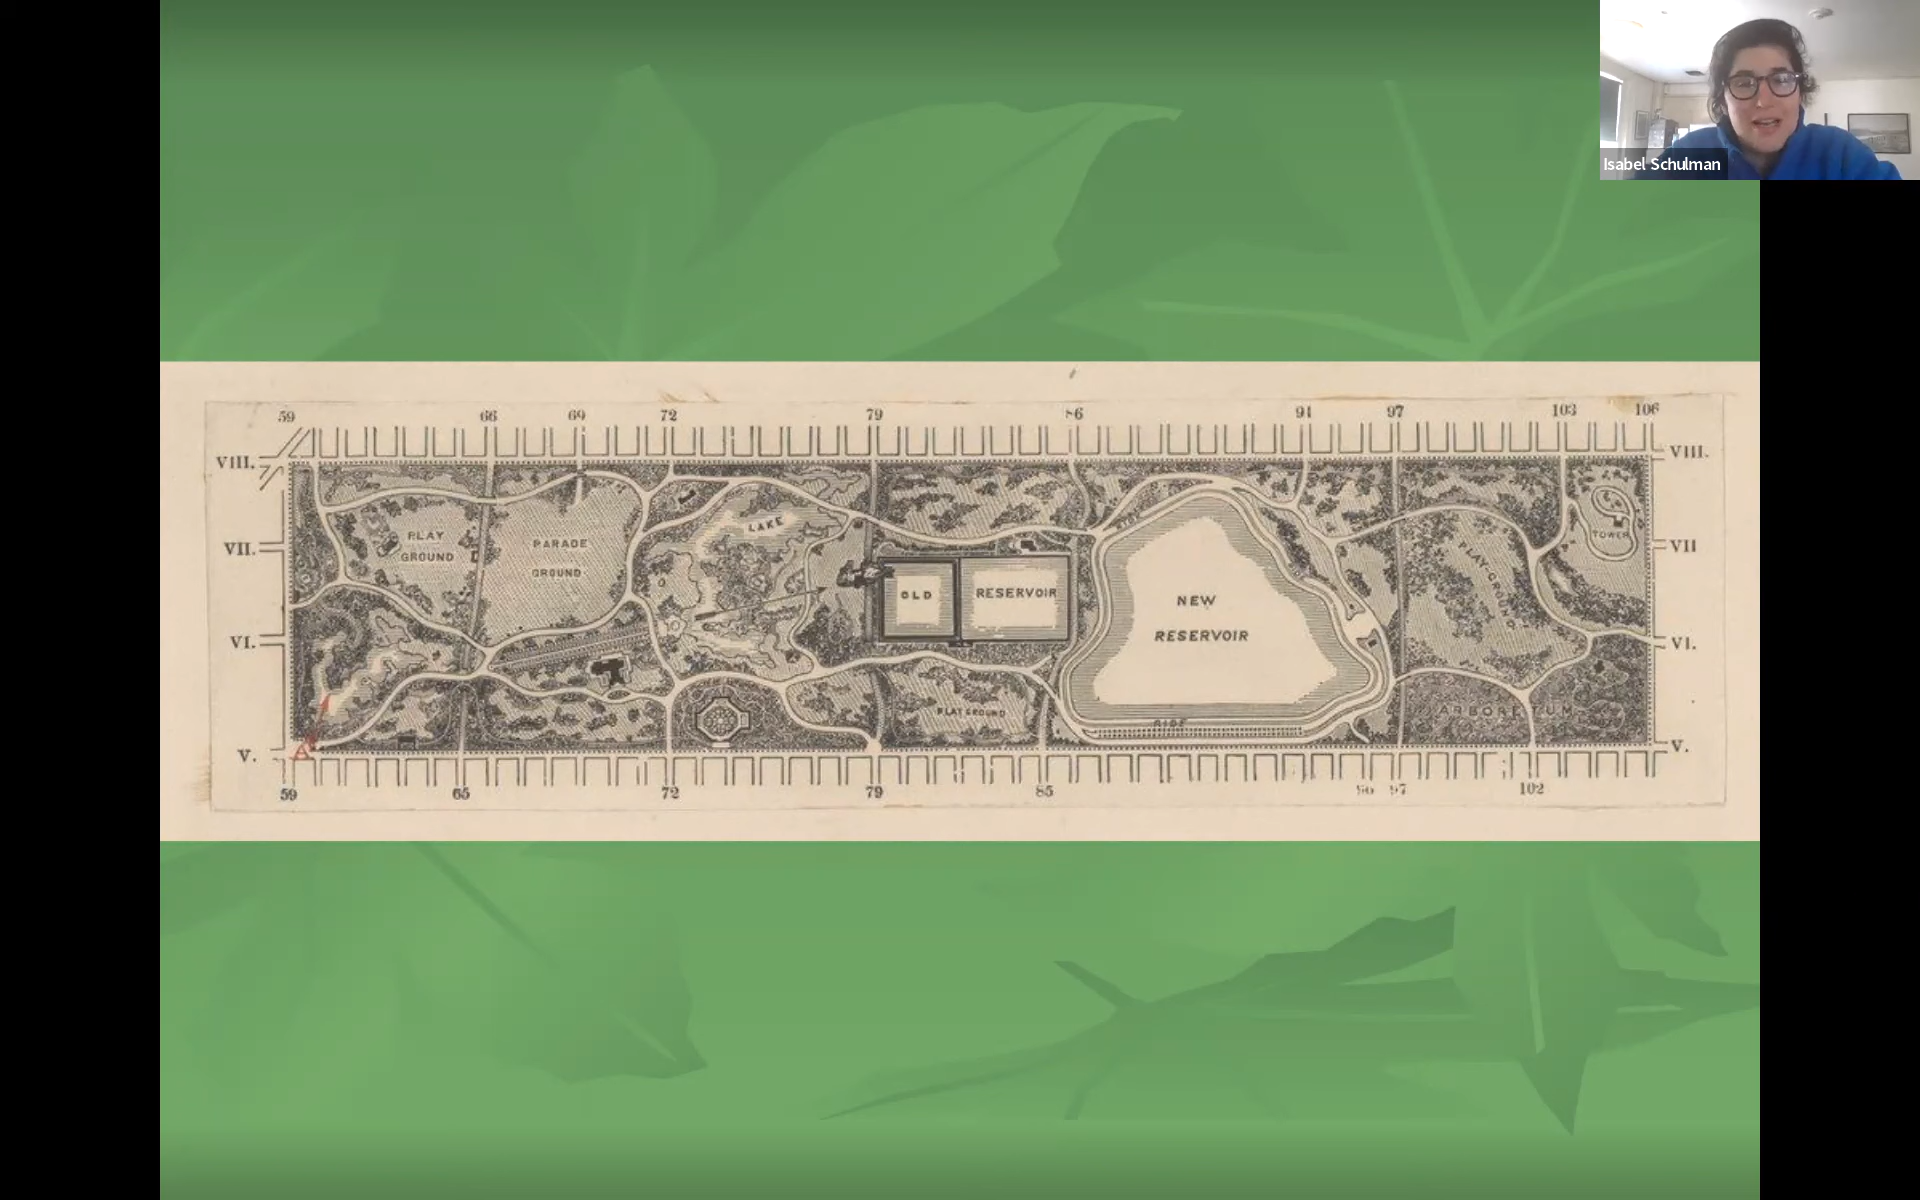 Isabel Schulman
59 66 69 72 79 86 91 97 103 106
VIII. VIII.
LAKE
RIDE
PLAY
GROUND
PARADE
GROUND
TOWER
VII. VII
PLAY-GROUND
OLD RESERVOIR
NEW
RESERVOIR
VI. VI.
PLAY GROUND
ARBORETUM
RIDE
A
V. V.
59 65 72 79 85 97 102